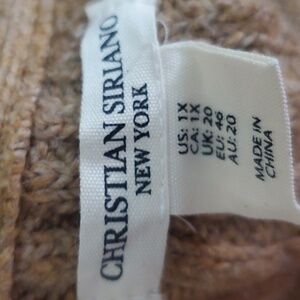 CHRISTIAN SIRIANO
NEW YORK
US: 1X
CA: 1X
UK: 20
EU: 46
AU: 20
MADE IN
CHINA